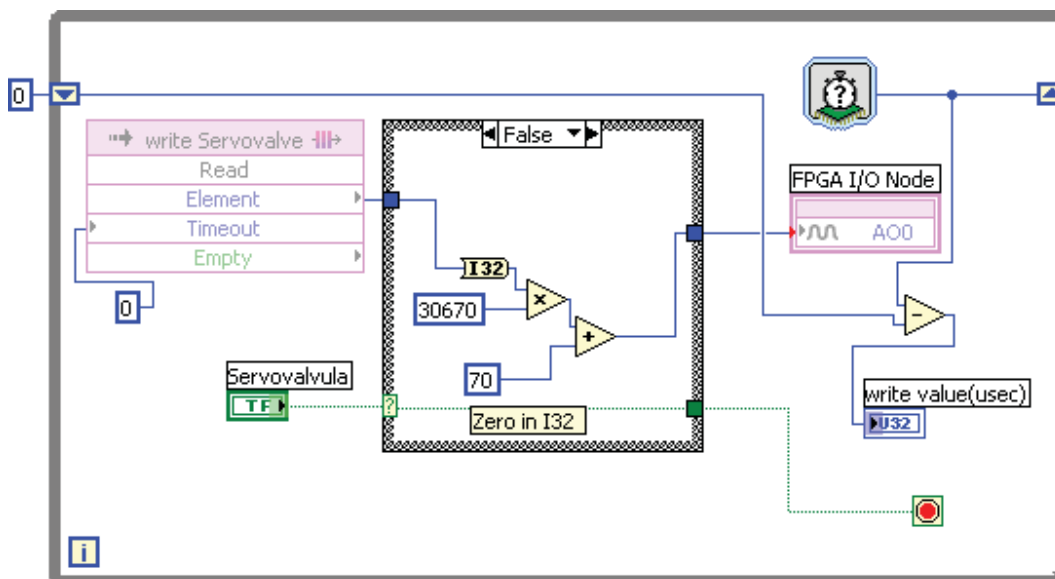 0
write Servovalve
Read
Element
Timeout
Empty
0
False
I32
30670
x
+
70
Zero in I32
Servovalvula
TF
?
?
FPGA I/O Node
AO0
-
write value(usec)
U32
i